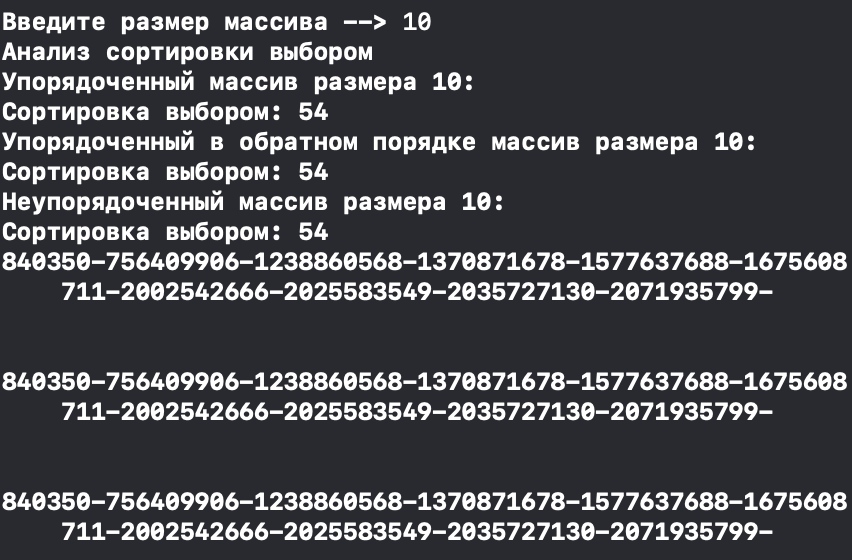 Введите размер массива --> 10
Анализ сортировки выбором
Упорядоченный массив размера 10:
Сортировка выбором: 54
Упорядоченный в обратном порядке массив размера 10:
Сортировка выбором: 54
Неупорядоченный массив размера 10:
Сортировка выбором: 54
840350-756409906-1238860568-1370871678-1577637688-1675608
711-2002542666-2025583549-2035727130-2071935799-
840350-756409906-1238860568-1370871678-1577637688-1675608
711-2002542666-2025583549-2035727130-2071935799-
840350-756409906-1238860568-1370871678-1577637688-1675608
711-2002542666-2025583549-2035727130-2071935799-